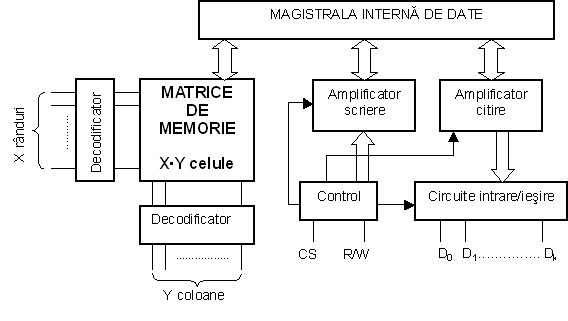 MAGISTRALA INTERNĂ DE DATE
X rânduri
Decodificator
MATRICE
DE
MEMORIE
X·Y celule
Amplificator
scriere
Amplificator
citire
Decodificator
Control
Circuite intrare/ieşire
CS
R/W
D0
D1
Y coloane